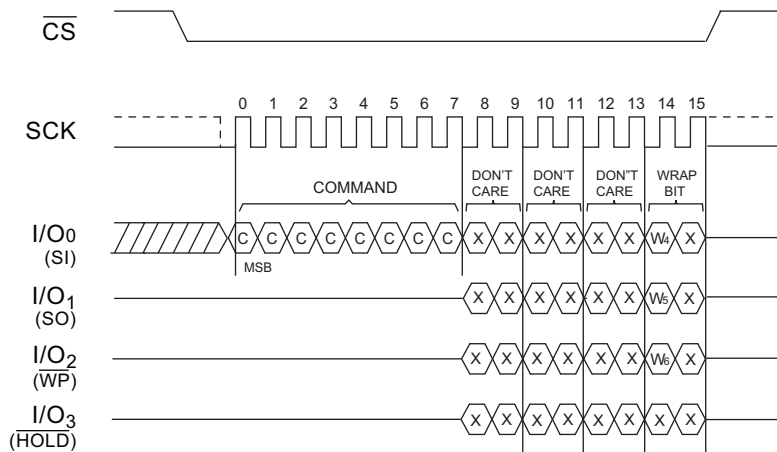 CS
0 1 2 3 4 5 6 7 8 9 10 11 12 13 14 15
SCK
COMMAND
DON'T CARE
DON'T CARE
DON"T CARE
WRAP BIT
I/O0 C C C C C C C C X X X X X X W4 X
(SI)
MSB
I/O1 X X X X X X W5 X
(SO)
I/O2 X X X X X X W6 X
(WP)
I/O3 X X X X X X X X
(HOLD)